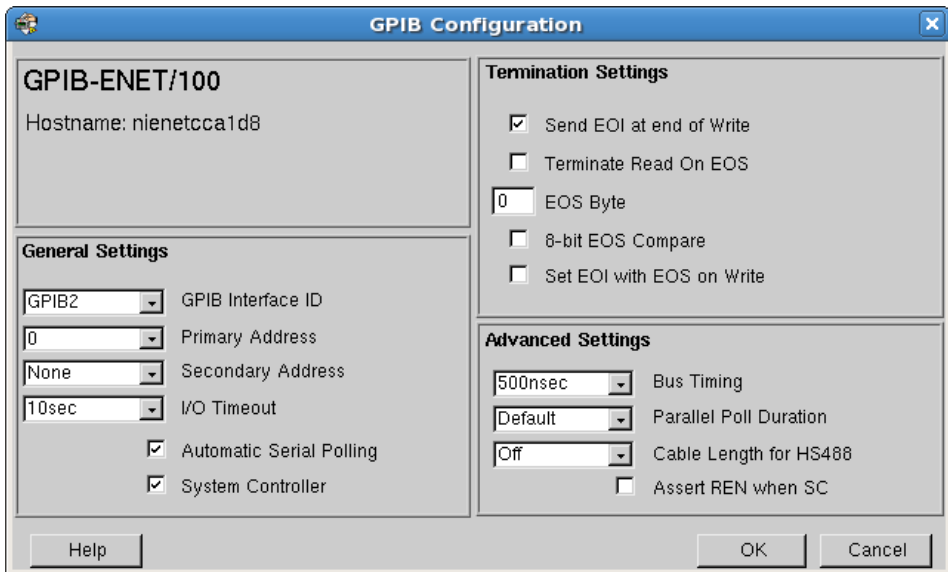 GPIB Configuration
GPIB-ENET/100
Hostname: nienetcca1d8
General Settings
GPIB2 GPIB Interface ID
0 Primary Address
None Secondary Address
10sec I/O Timeout
Automatic Serial Polling
System Controller
Termination Settings
Send EOI at end of Write
Terminate Read On EOS
0 EOS Byte
8-bit EOS Compare
Set EOI with EOS on Write
Advanced Settings
500nsec Bus Timing
Default Parallel Poll Duration
Off Cable Length for HS488
Assert REN when SC
Help OK Cancel